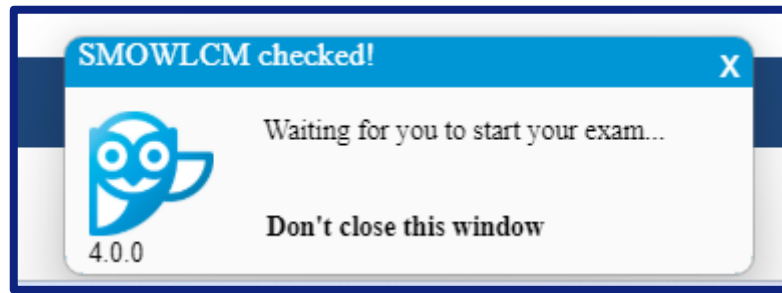 SMOWLCM checked!
X
Waiting for you to start your exam...
Don't close this window
4.0.0